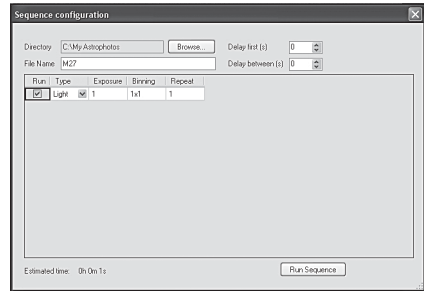 Sequence configuration
Directory C:\My Astrophotos Browse... Delay first (s) 0
File Name M27 Delay between (s) 0
Run Type Exposure Binning Repeat
Light 1 1x1 1
Estimated time: 0h 0m 1s Run Sequence